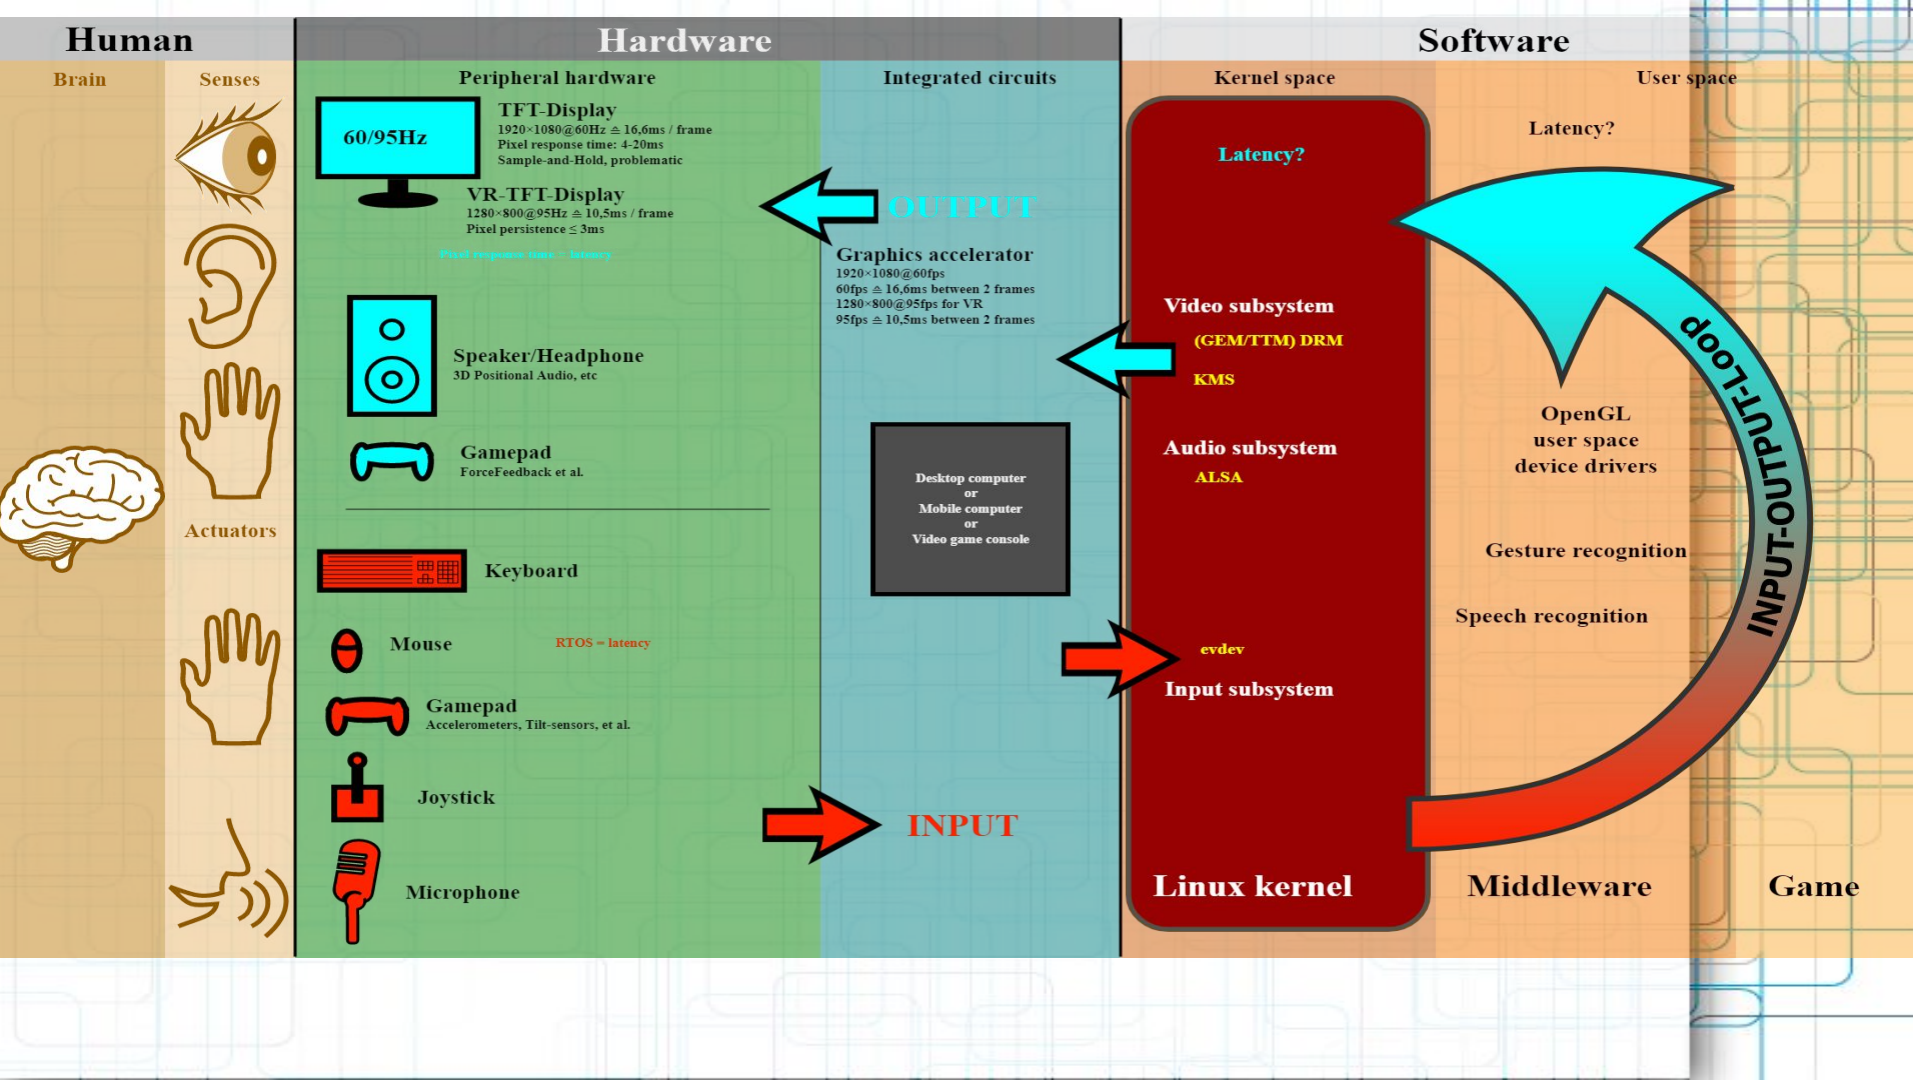 Human
Hardware
Software
Brain
Senses
Peripheral hardware
Integrated circuits
Kernel space
User space
60/95Hz
TFT-Display
1920×1080@60Hz ≙ 16,6ms / frame
Pixel response time: 4-20ms
Sample-and-Hold, problematic
VR-TFT-Display
1280×800@95Hz ≙ 10,5ms / frame
Pixel persistence ≤ 3ms
Pixel response time = latency
Speaker/Headphone
3D Positional Audio, etc
Gamepad
ForceFeedback et al.
Actuators
Keyboard
Mouse
RTOS = latency
Gamepad
Accelerometers, Tilt-sensors, et al.
Joystick
Microphone
OUTPUT
Graphics accelerator
1920×1080@60fps
60fps ≙ 16,6ms between 2 frames
1280×800@95fps for VR
95fps ≙ 10,5ms between 2 frames
Desktop computer
or
Mobile computer
or
Video game console
INPUT
Latency?
Video subsystem
(GEM/TTM) DRM
KMS
Audio subsystem
ALSA
evdev
Input subsystem
Linux kernel
Latency?
OpenGL
user space
device drivers
Gesture recognition
Speech recognition
INPUT-OUTPUT-Loop
Middleware
Game